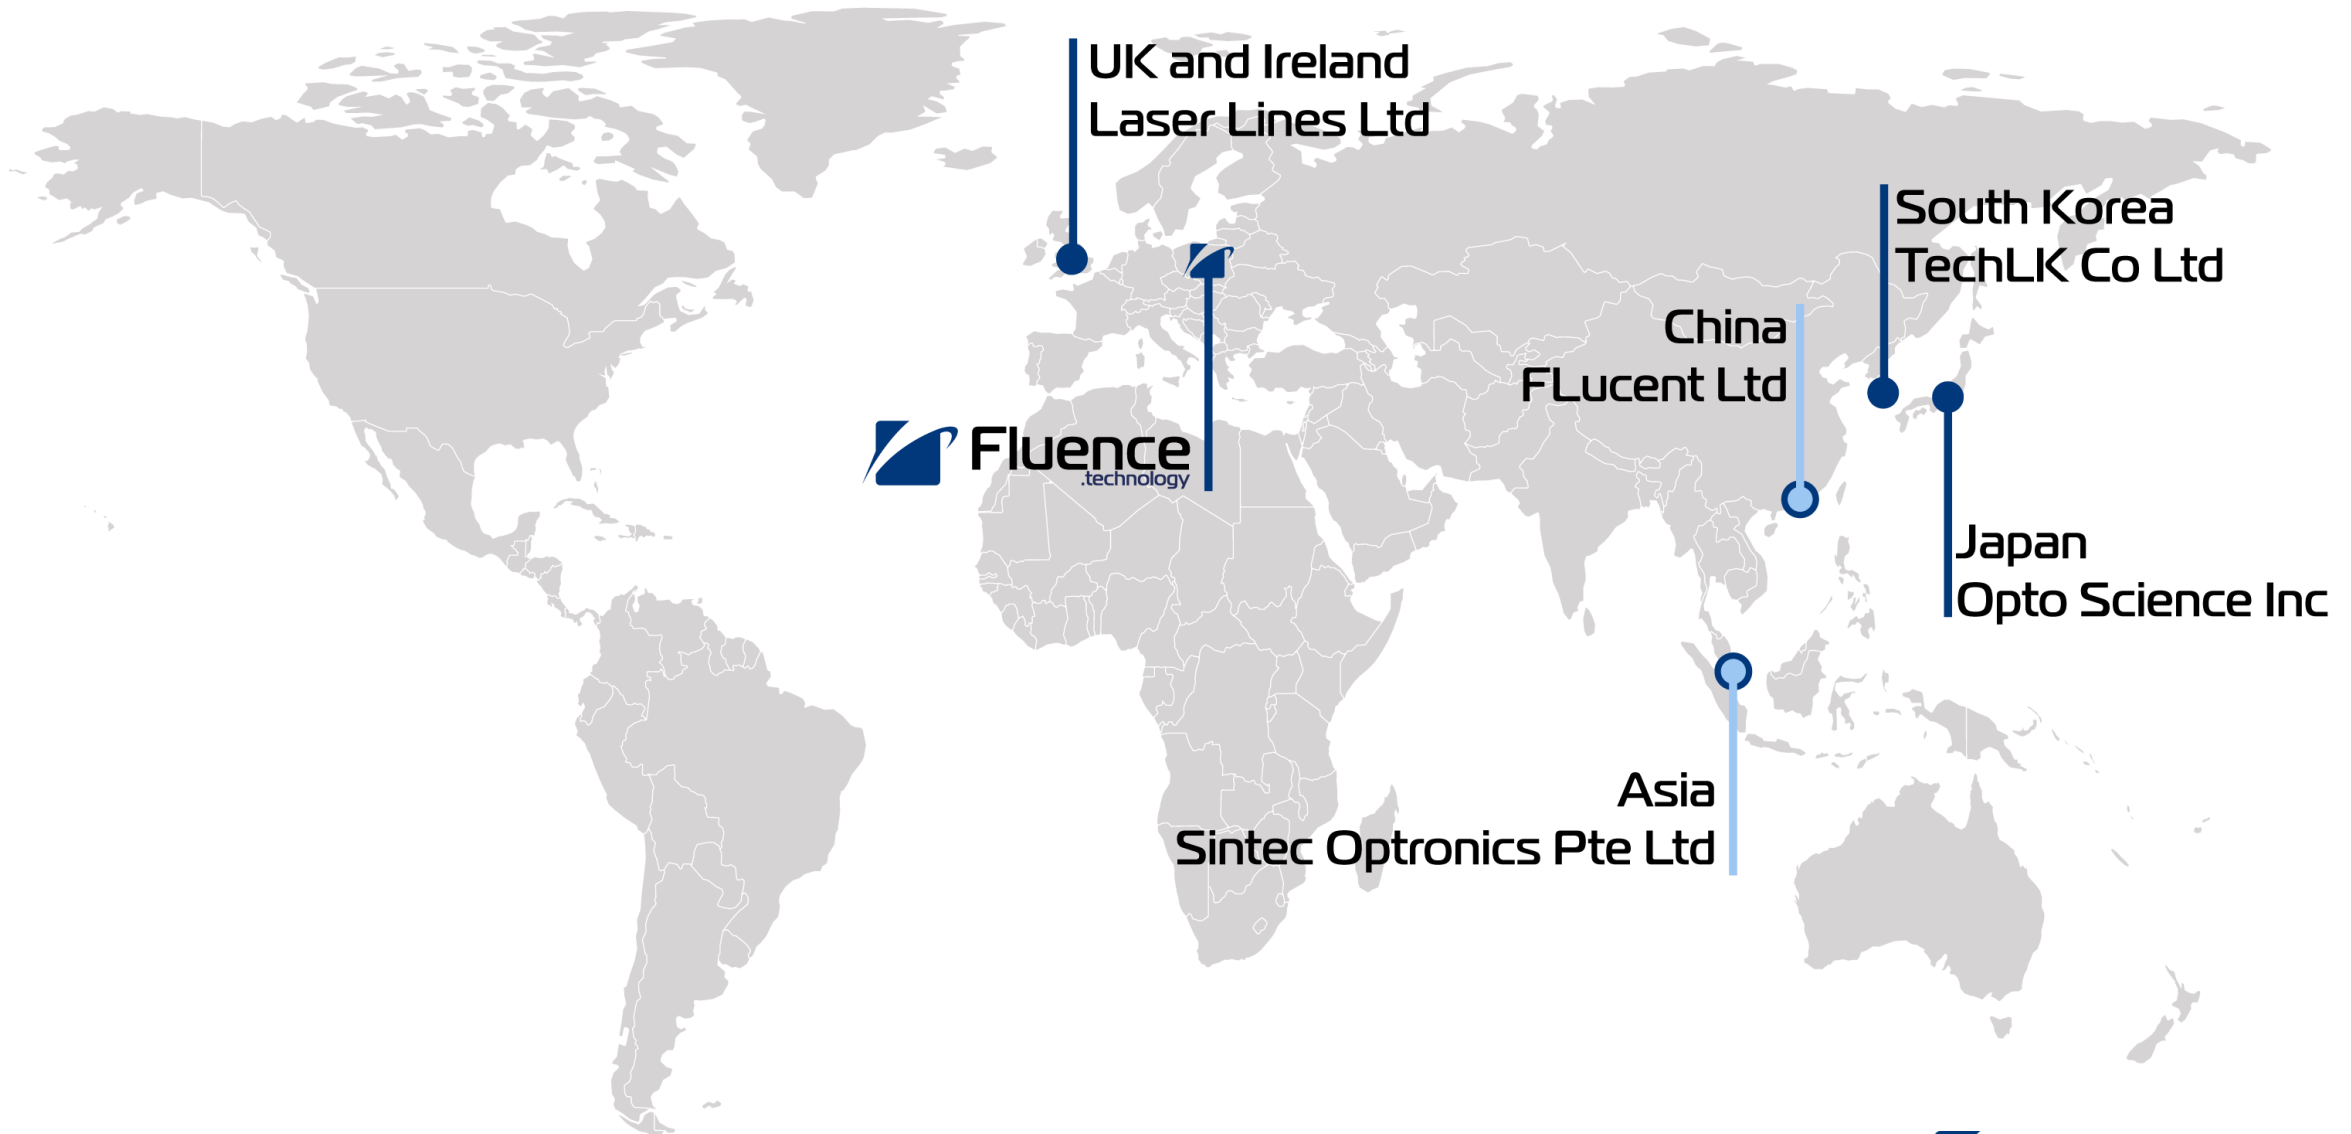 UK and Ireland
Laser Lines Ltd
South Korea
TechLK Co Ltd
China
FLucent Ltd
Fluence
.technology
Japan
Opto Science Inc
Asia
Sintec Optronics Pte Ltd